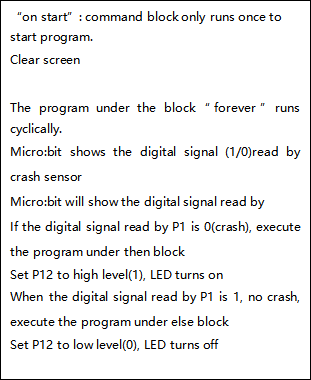 “on start”: command block only runs once to
start program.
Clear screen
The program under the block “forever” runs
cyclically.
Micro:bit shows the digital signal (1/0)read by
crash sensor
Micro:bit will show the digital signal read by
If the digital signal read by P1 is 0(crash), execute
the program under then block
Set P12 to high level(1), LED turns on
When the digital signal read by P1 is 1, no crash,
execute the program under else block
Set P12 to low level(0), LED turns off